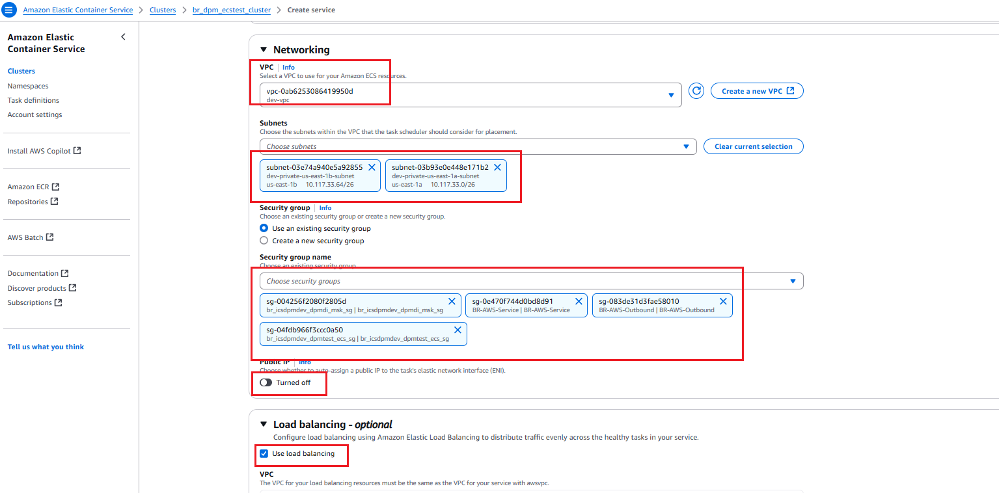 Amazon Elastic Container Service > Clusters > br_dpm_ecstest_cluster > Create service
Amazon Elastic
Container Service
Clusters
Namespaces
Task definitions
Account settings
Install AWS Copilot
Amazon ECR
Repositories
AWS Batch
Documentation
Discover products
Subscriptions
Tell us what you think
Networking
VPC | Info
Select a VPC to use for your Amazon ECS resources.
vpc-0ab6253086419950d
dev-vpc
Create a new VPC
Subnets
Choose the subnets within the VPC that the task scheduler should consider for placement.
Choose subnets
Clear current selection
subnet-03e74a940e5a92855
dev-private-us-east-1b-subnet
us-east-1b 10.117.33.64/26
subnet-03b93e0e448e171b2
dev-private-us-east-1a-subnet
us-east-1a 10.117.33.0/26
Security group | Info
Choose an existing security group or create a new security group.
Use an existing security group
Create a new security group
Security group name
Choose an existing security group.
Choose security groups
sg-004256f2080f2805d
br_icsdpmdev_dpmdi_msk_sg | br_icsdpmdev_dpmdi_msk_sg
sg-0e470f744d0bd8d91
BR-AWS-Service | BR-AWS-Service
sg-083de31d3fae58010
BR-AWS-Outbound | BR-AWS-Outbound
sg-04fdb966f3ccc0a50
br_icsdpmdev_dpmtest_ecs_sg | br_icsdpmdev_dpmtest_ecs_sg
Public IP | Info
Choose whether to auto-assign a public IP to the task's elastic network interface (ENI).
Turned off
Load balancing - optional
Configure load balancing using Amazon Elastic Load Balancing to distribute traffic evenly across the healthy tasks in your service.
Use load balancing
VPC
The VPC for your load balancing resources must be the same as the VPC for your service with awsvpc.